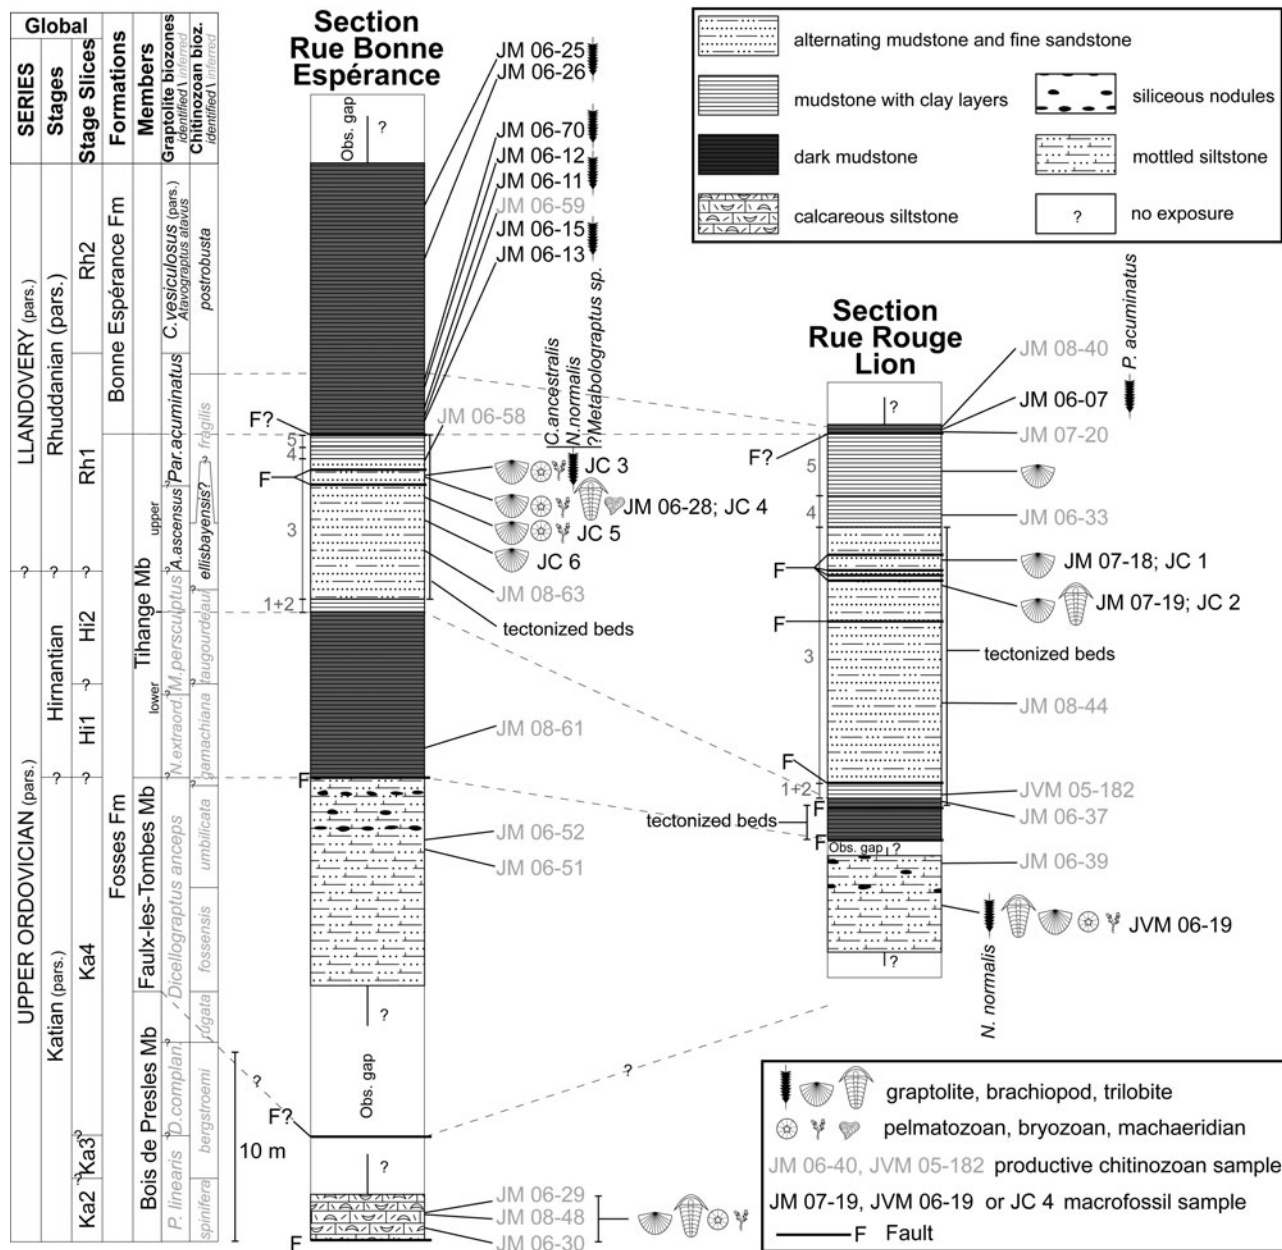 Global
SERIES
Stages
Stage Slices
Formations
Members
Graptolite biozones
identified \ inferred
Chitinozoan bioz.
identified \ inferred
LLANDOVERY (pars.)
UPPER ORDOVICIAN (pars.)
Rhuddanian (pars.)
?
Hirnantian
?
Katian (pars.)
Rh2
Rh1
?
Hi2
?
Hi1
?
Ka4
?
Ka3
?
Ka2
Bonne Espérance Fm
Fosses Fm
Tihange Mb
upper
lower
Faulx-les-Tombes Mb
Bois de Presles Mb
C. vesiculosus (pars.)
Atavograptus atavus
Par. acuminatus
?
A. ascensus
?
M. persculptus
?
N. extraord.
?
Dicellograptus anceps
?
D. complan.
?
P. linearis
postrobusta
fragilis
?
ellisbayensis?
?
taugourdeaui
gamachiana
?
umbilicata
fossensis
rugata
bergstroemi
spinifera
Section
Rue Bonne
Espérance
Obs. gap
?
JM 06-25
JM 06-26
JM 06-70
JM 06-12
JM 06-11
JM 06-59
JM 06-15
JM 06-13
C. ancestralis
N. normalis
?Metabolograptus sp.
JM 06-58
F?
5
4
F
3
1+2
JC 3
JM 06-28; JC 4
JC 5
JC 6
JM 08-63
tectonized beds
JM 08-61
F
JM 06-52
JM 06-51
?
Obs. gap
?
F?
10 m
?
F
JM 06-29
JM 08-48
JM 06-30
?
Section
Rue Rouge
Lion
P. acuminatus
?
JM 08-40
JM 06-07
JM 07-20
F?
5
4
JM 06-33
F
JM 07-18; JC 1
JM 07-19; JC 2
F
3
tectonized beds
JM 08-44
F
1+2
JVM 05-182
F
JM 06-37
tectonized beds
F
Obs. gap
?
JM 06-39
JVM 06-19
N. normalis
?
alternating mudstone and fine sandstone
mudstone with clay layers
siliceous nodules
dark mudstone
mottled siltstone
calcareous siltstone
?
no exposure
graptolite, brachiopod, trilobite
pelmatozoan, bryozoan, machaeridian
JM 06-40, JVM 05-182 productive chitinozoan sample
JM 07-19, JVM 06-19 or JC 4 macrofossil sample
F Fault